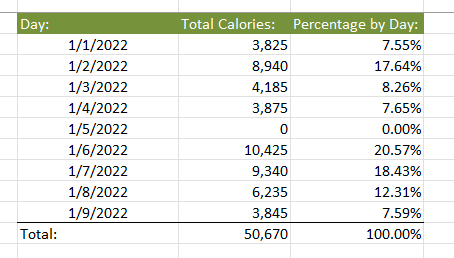 Day: Total Calories: Percentage by Day:
1/1/2022 3,825 7.55%
1/2/2022 8,940 17.64%
1/3/2022 4,185 8.26%
1/4/2022 3,875 7.65%
1/5/2022 0 0.00%
1/6/2022 10,425 20.57%
1/7/2022 9,340 18.43%
1/8/2022 6,235 12.31%
1/9/2022 3,845 7.59%
Total: 50,670 100.00%